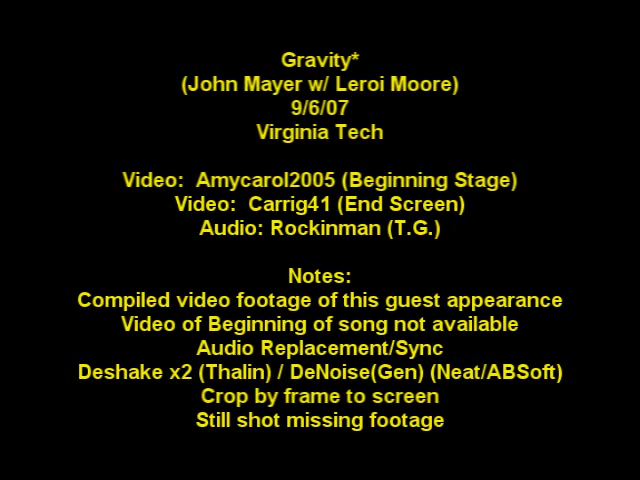 Gravity*
(John Mayer w/ Leroi Moore)
9/6/07
Virginia Tech
Video:  Amycarol2005 (Beginning Stage)
Video:  Carrig41 (End Screen)
Audio: Rockinman (T.G.)
Notes:
Compiled video footage of this guest appearance
Video of Beginning of song not available
Audio Replacement/Sync
Deshake x2 (Thalin) / DeNoise(Gen) (Neat/ABSoft)
Crop by frame to screen
Still shot missing footage